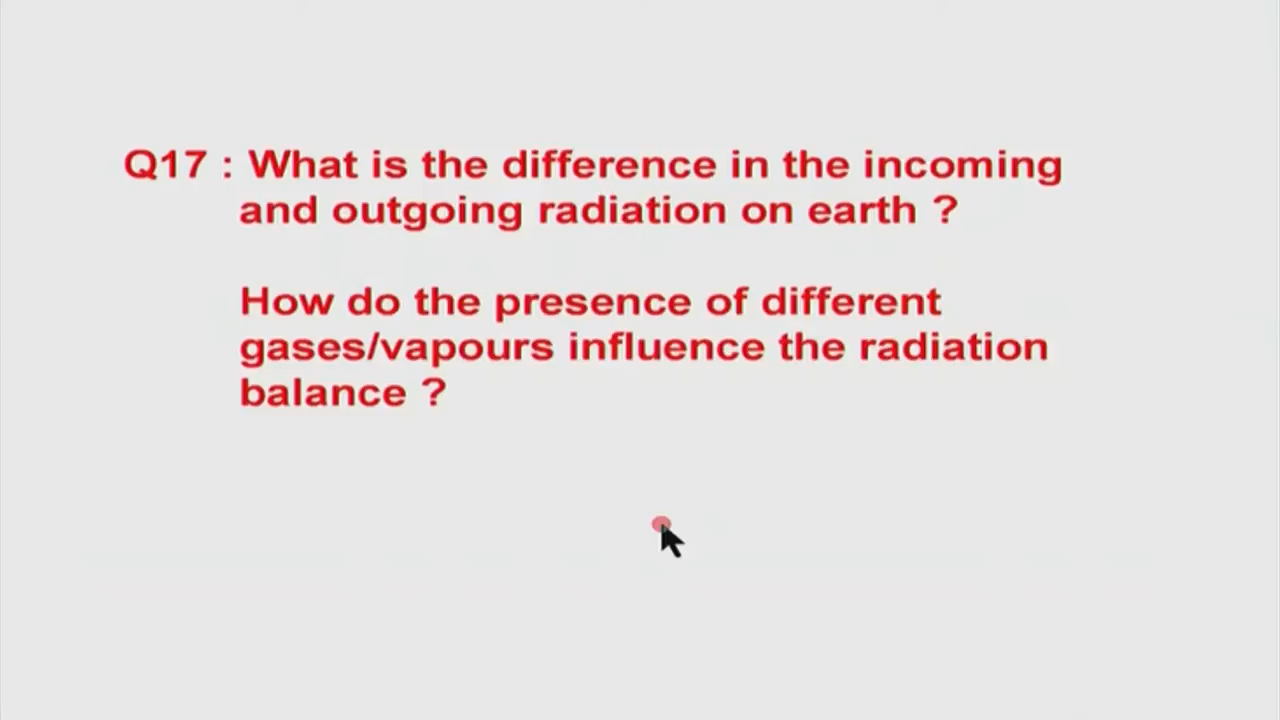 Q17 : What is the difference in the incoming
and outgoing radiation on earth ?
How do the presence of different
gases/vapours influence the radiation
balance ?